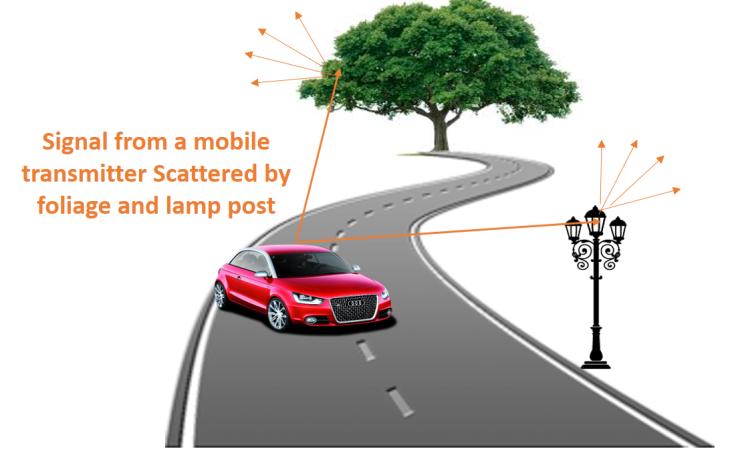 Signal from a mobile
transmitter Scattered by
foliage and lamp post